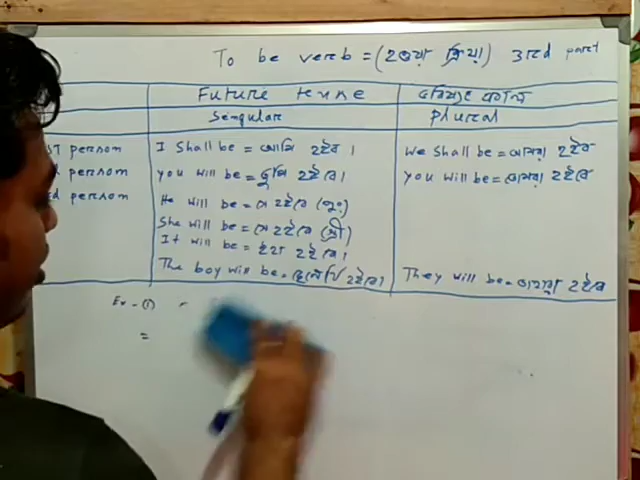 To be verb = (হওয়া ক্রিয়া) 3rd part
Future tense ভবিষ্যৎ কাল
Sengular Plural
st person I shall be = আমি হইব। We shall be = আমরা হইব
d person you will be = তুমি হইবে। you will be = তোমরা হইবে
d person He will be = সে হইবে (পুং)
She will be = সে হইবে (স্ত্রী)
It will be = ইহা হইবে।
The boy will be = ছেলেটি হইবে। They will be = তাহারা হইবে
Ex - (1)
=